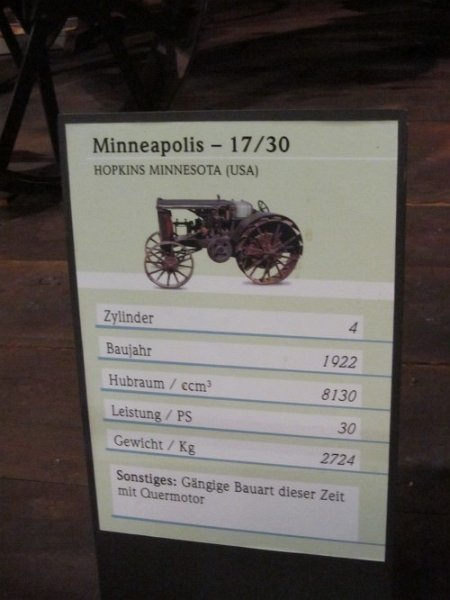 Minneapolis – 17/30
HOPKINS MINNESOTA (USA)
Zylinder 4
Baujahr 1922
Hubraum / ccm³ 8130
Leistung / PS 30
Gewicht / Kg 2724
Sonstiges: Gängige Bauart dieser Zeit
mit Quermotor